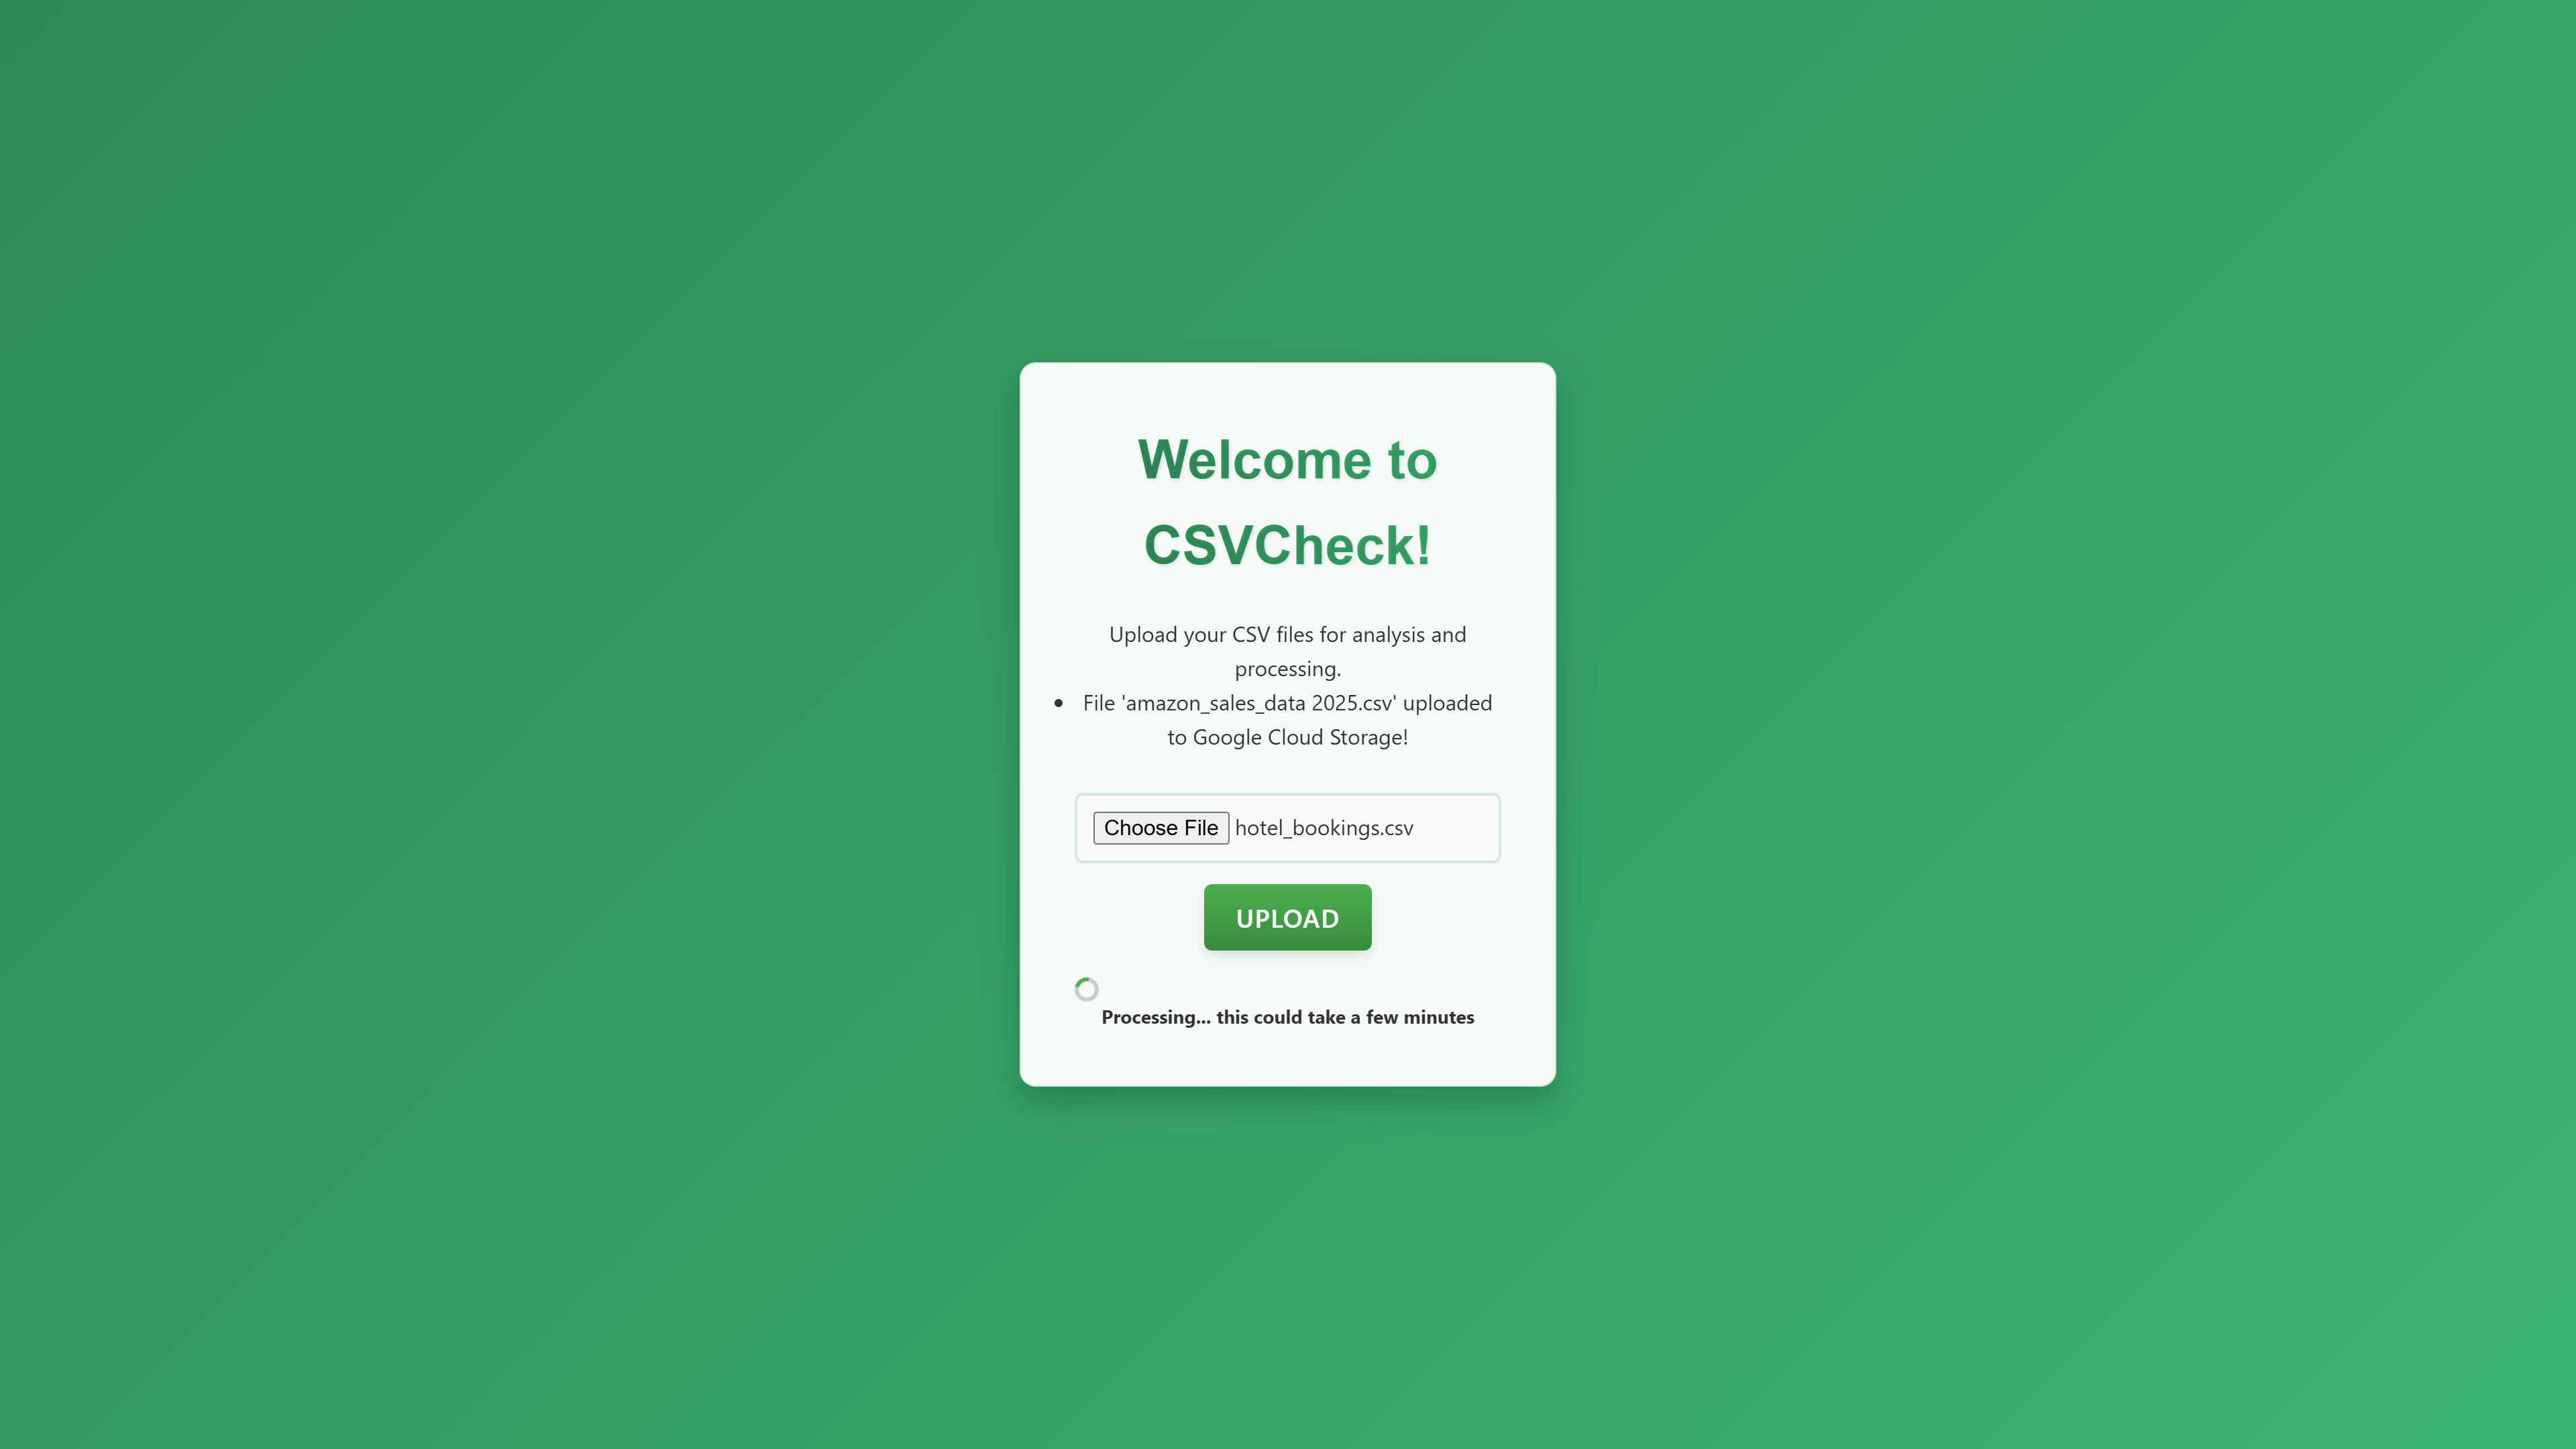 Welcome to
CSVCheck!
Upload your CSV files for analysis and
processing.
• File 'amazon_sales_data 2025.csv' uploaded
to Google Cloud Storage!
Choose File hotel_bookings.csv
UPLOAD
Processing... this could take a few minutes